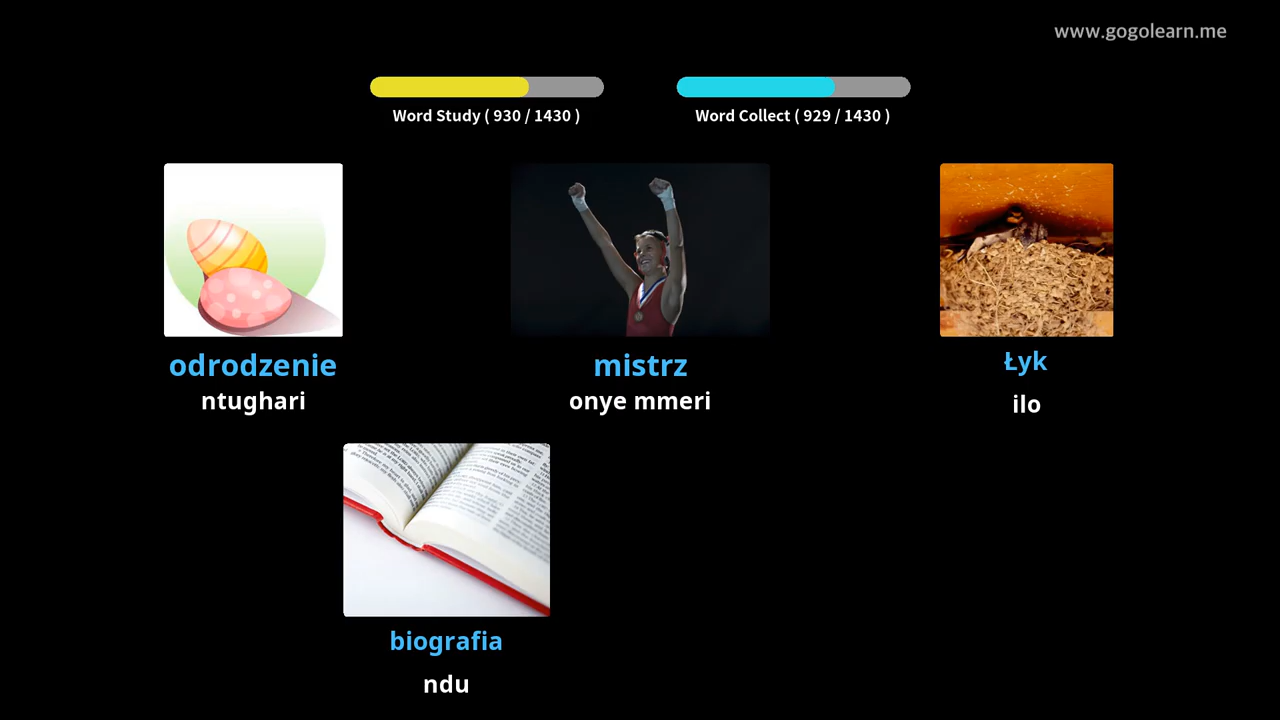 www.gogolearn.me
Word Study ( 930 / 1430 )
Word Collect ( 929 / 1430 )
odrodzenie
ntughari
mistrz
onye mmeri
Łyk
ilo
biografia
ndu